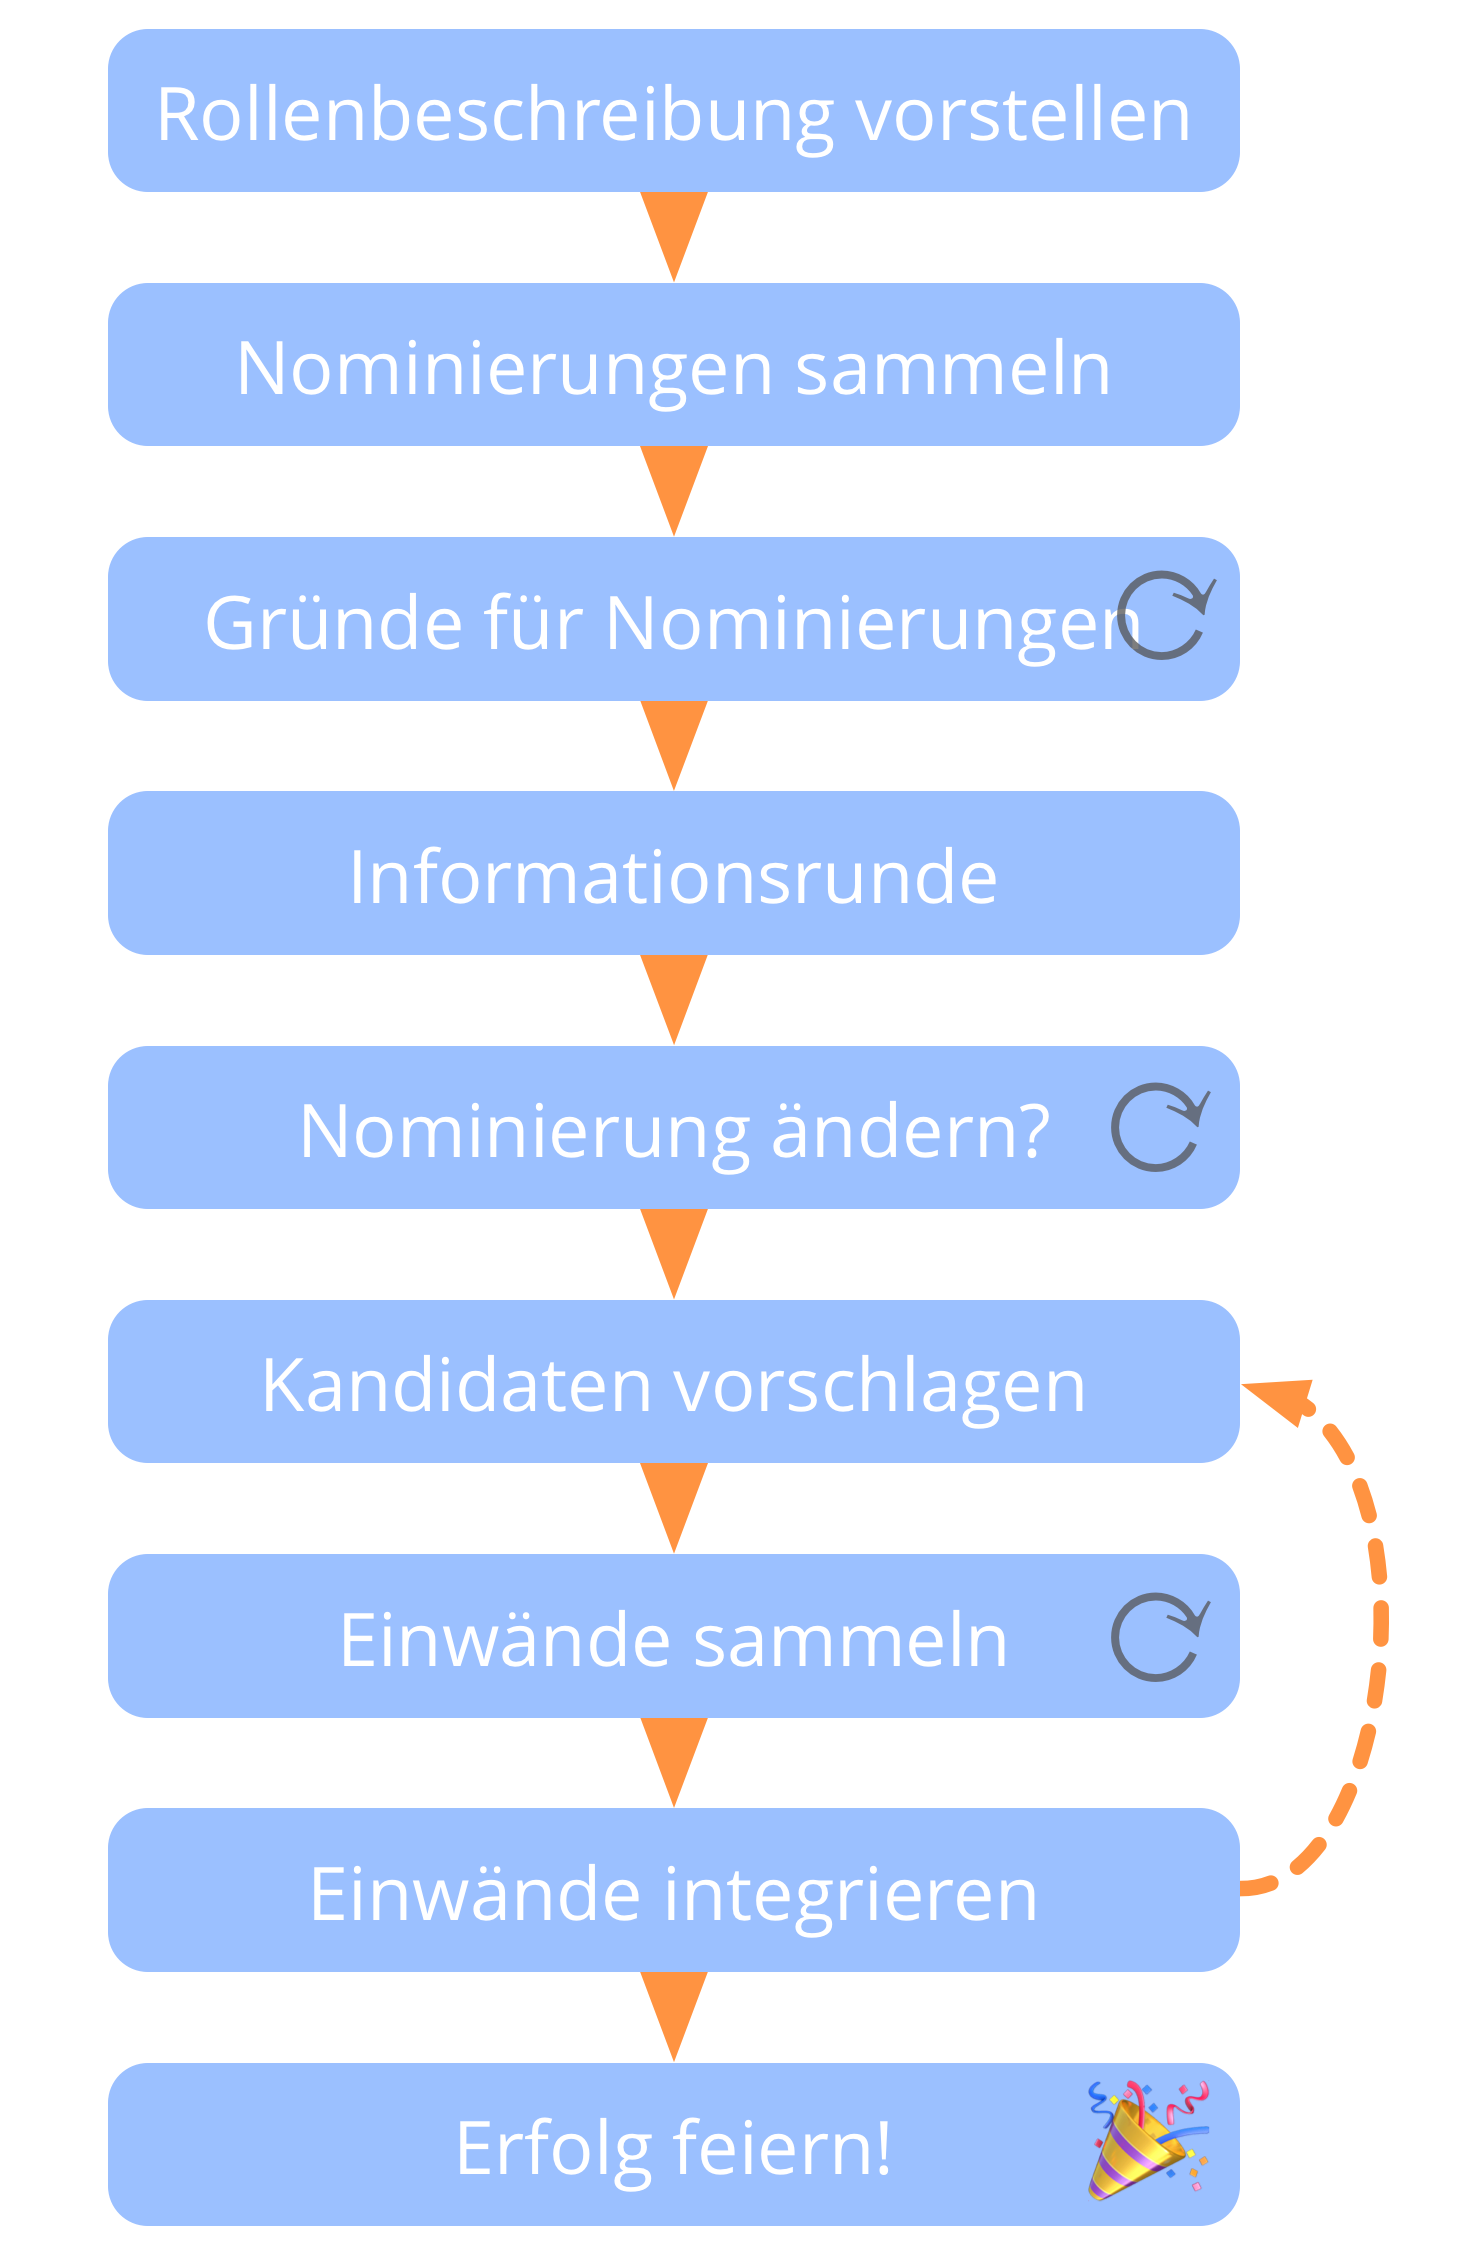 Rollenbeschreibung vorstellen
Nominierungen sammeln
Gründe für Nominierungen
Informationsrunde
Nominierung ändern?
Kandidaten vorschlagen
Einwände sammeln
Einwände integrieren
Erfolg feiern!